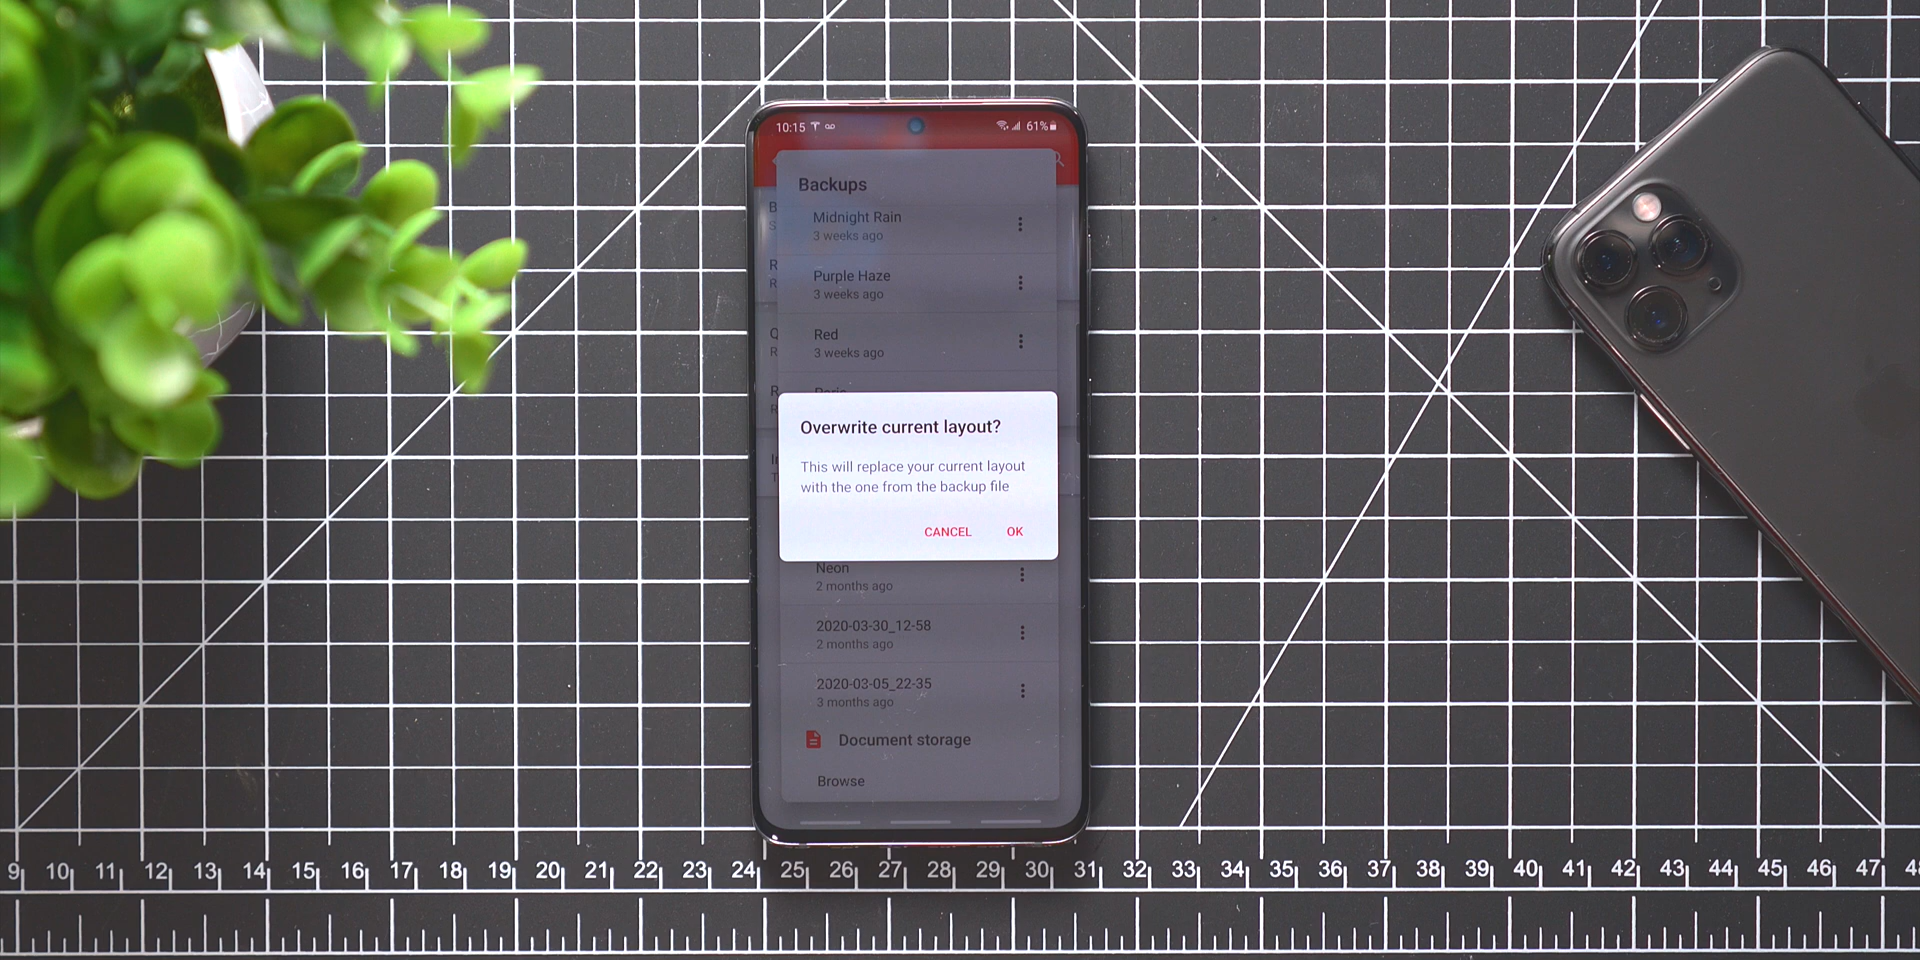 10:15
61%
Backups
B
S
Midnight Rain
3 weeks ago
R
R
Purple Haze
3 weeks ago
Q
R
Red
3 weeks ago
R
Paris
Overwrite current layout?
This will replace your current layout
with the one from the backup file
CANCEL OK
Neon
2 months ago
2020-03-30_12-58
2 months ago
2020-03-05_22-35
3 months ago
Document storage
Browse
9 10 11 12 13 14 15 16 17 18 19 20 21 22 23 24 25 26 27 28 29 30 31 32 33 34 35 36 37 38 39 40 41 42 43 44 45 46 47